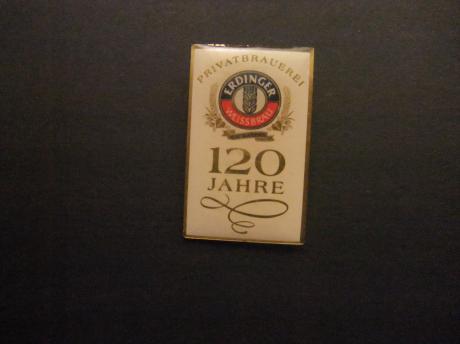 PRIVATBRAUEREI
ERDINGER
WEISSBRÄU
120
JAHRE